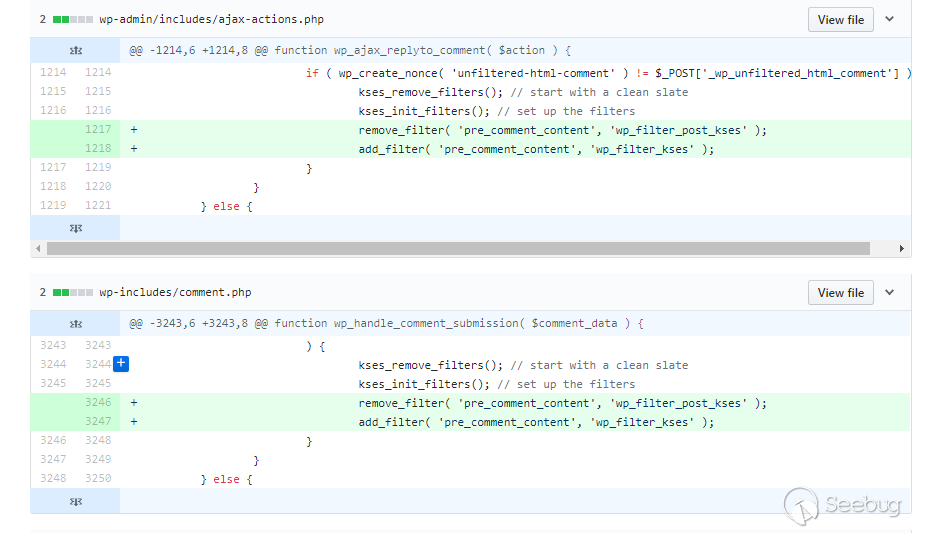 2 wp-admin/includes/ajax-actions.php View file
@@ -1214,6 +1214,8 @@ function wp_ajax_replyto_comment( $action ) {
1214 1214 if ( wp_create_nonce( 'unfiltered-html-comment' ) != $_POST['_wp_unfiltered_html_comment'] )
1215 1215 kses_remove_filters(); // start with a clean slate
1216 1216 kses_init_filters(); // set up the filters
1217 + remove_filter( 'pre_comment_content', 'wp_filter_post_kses' );
1218 + add_filter( 'pre_comment_content', 'wp_filter_kses' );
1217 1219 }
1218 1220 }
1219 1221 } else {
2 wp-includes/comment.php View file
@@ -3243,6 +3243,8 @@ function wp_handle_comment_submission( $comment_data ) {
3243 3243 ) {
3244 3244 + kses_remove_filters(); // start with a clean slate
3245 3245 kses_init_filters(); // set up the filters
3246 + remove_filter( 'pre_comment_content', 'wp_filter_post_kses' );
3247 + add_filter( 'pre_comment_content', 'wp_filter_kses' );
3246 3248 }
3247 3249 }
3248 3250 } else {
Seebug